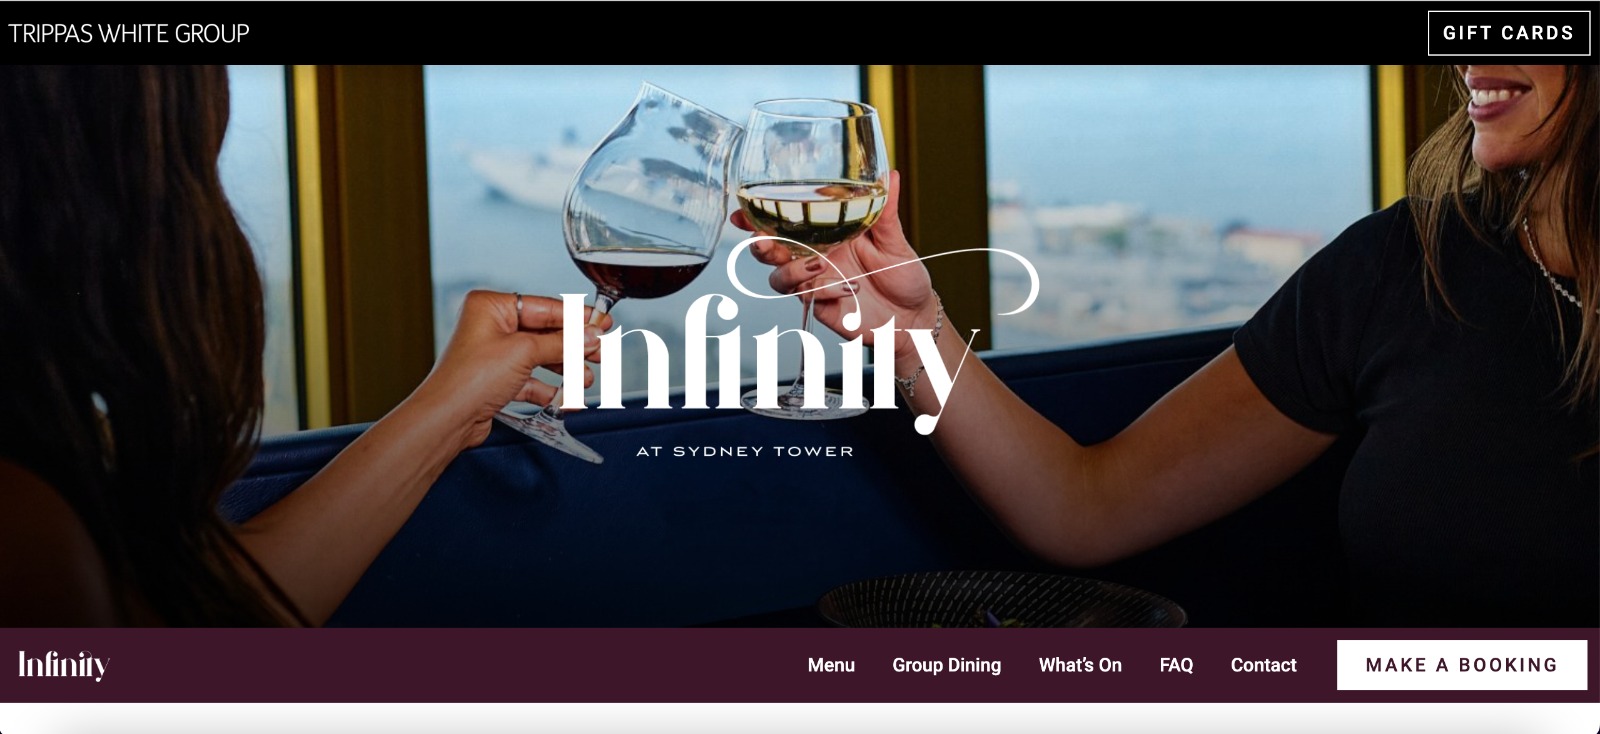 TRIPPAS WHITE GROUP
GIFT CARDS
Infinity
AT SYDNEY TOWER
Infinity
Menu
Group Dining
What's On
FAQ
Contact
MAKE A BOOKING